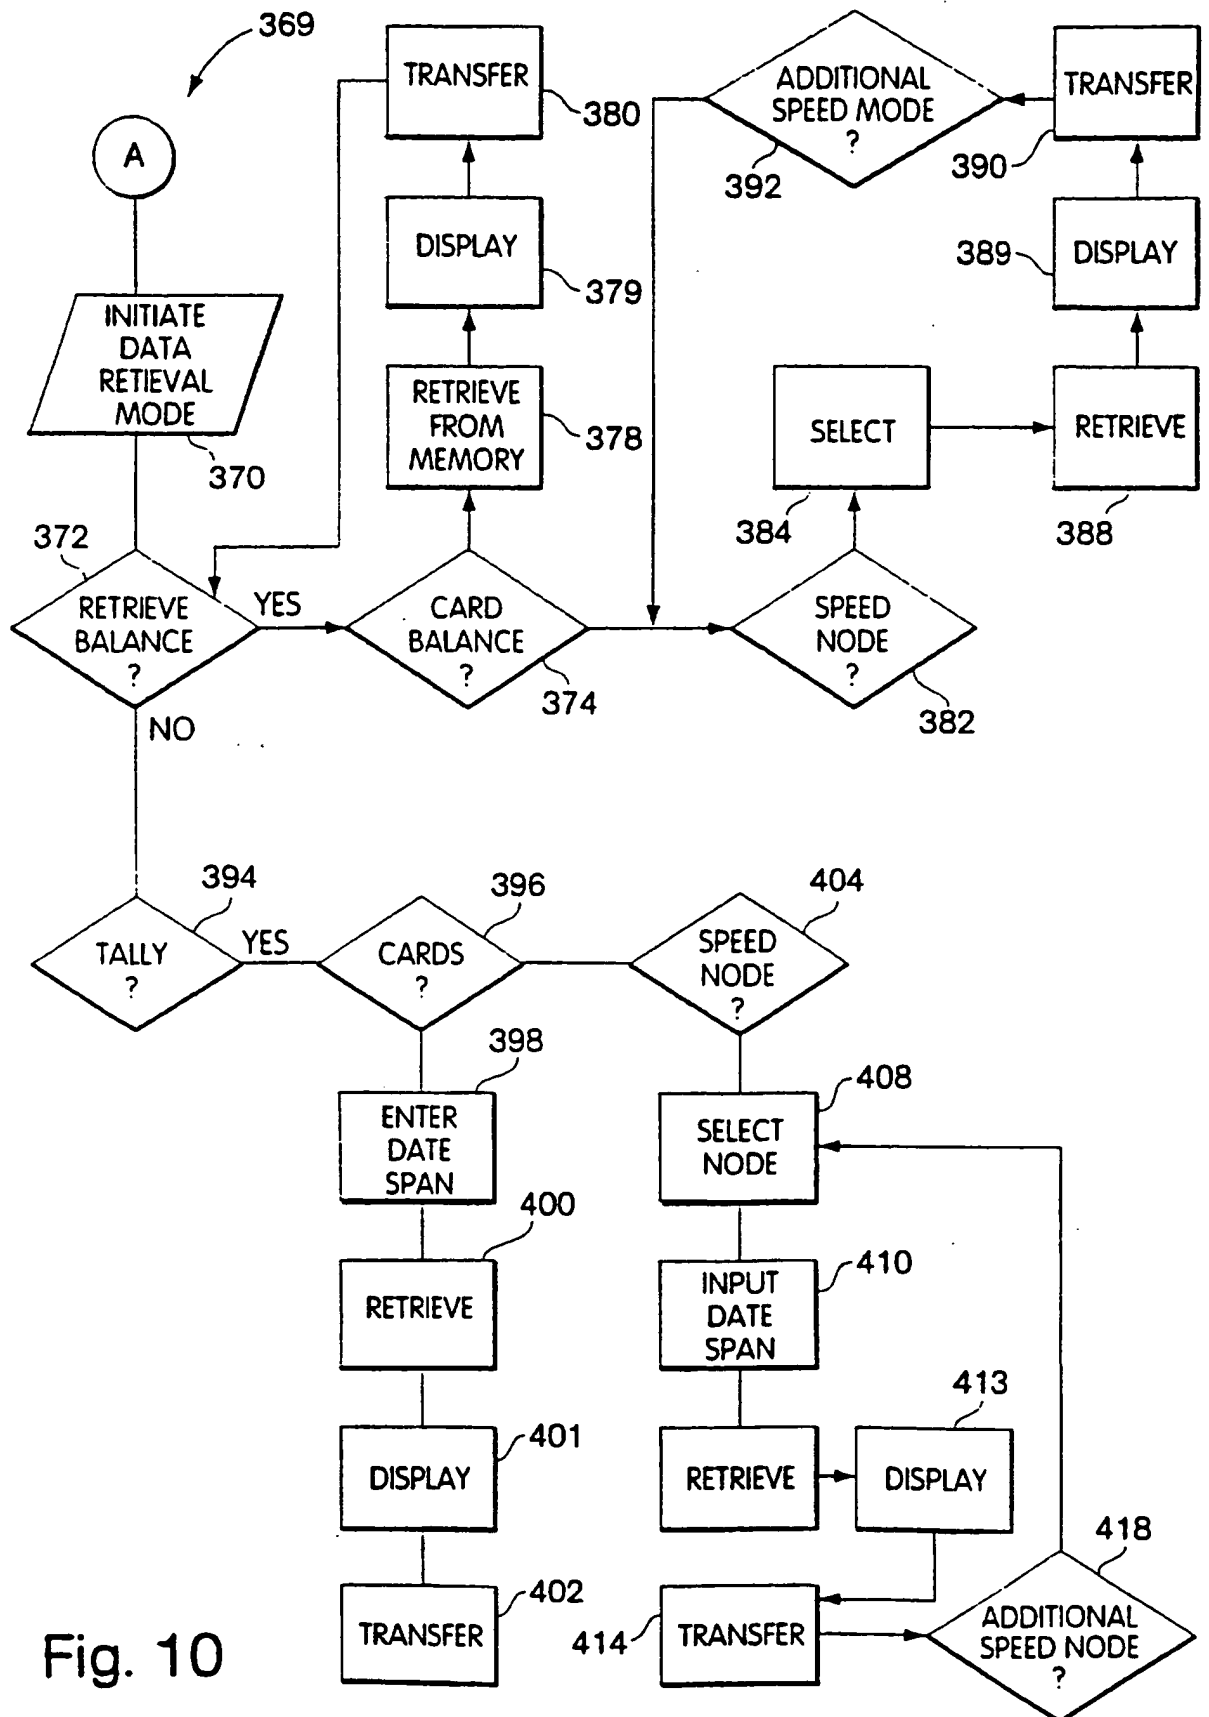 369
A
INITIATE
DATA
RETIEVAL
MODE
370
372
RETRIEVE
BALANCE
?
YES
NO
TRANSFER
380
DISPLAY
379
RETRIEVE
FROM
MEMORY
378
CARD
BALANCE
?
374
ADDITIONAL
SPEED MODE
?
392
TRANSFER
390
389
DISPLAY
SELECT
384
RETRIEVE
388
SPEED
NODE
?
382
394
TALLY
?
YES
396
CARDS
?
404
SPEED
NODE
?
398
ENTER
DATE
SPAN
400
RETRIEVE
401
DISPLAY
402
TRANSFER
408
SELECT
NODE
410
INPUT
DATE
SPAN
RETRIEVE
413
DISPLAY
414
TRANSFER
418
ADDITIONAL
SPEED NODE
?
Fig. 10